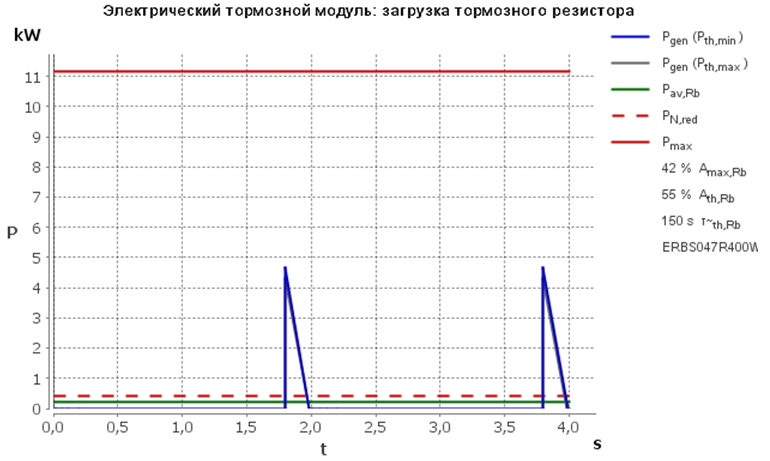 Электрический тормозной модуль: загрузка тормозного резистора
kW
P
11
10
9
8
7
6
5
4
3
2
1
0
0,0 0,5 1,0 1,5 2,0 2,5 3,0 3,5 4,0
t
s
Pgen (Pth,min)
Pgen (Pth,max)
Pav,Rb
PN,red
Pmax
42 % Amax,Rb
55 % Ath,Rb
150 s τ~th,Rb
ERBS047R400W